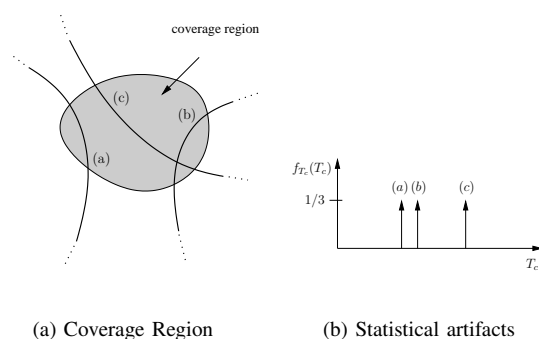 coverage region
(c)
(b)
(a)
f_{T_c}(T_c)
(a) (b) (c)
1/3
T_c
(a) Coverage Region
(b) Statistical artifacts